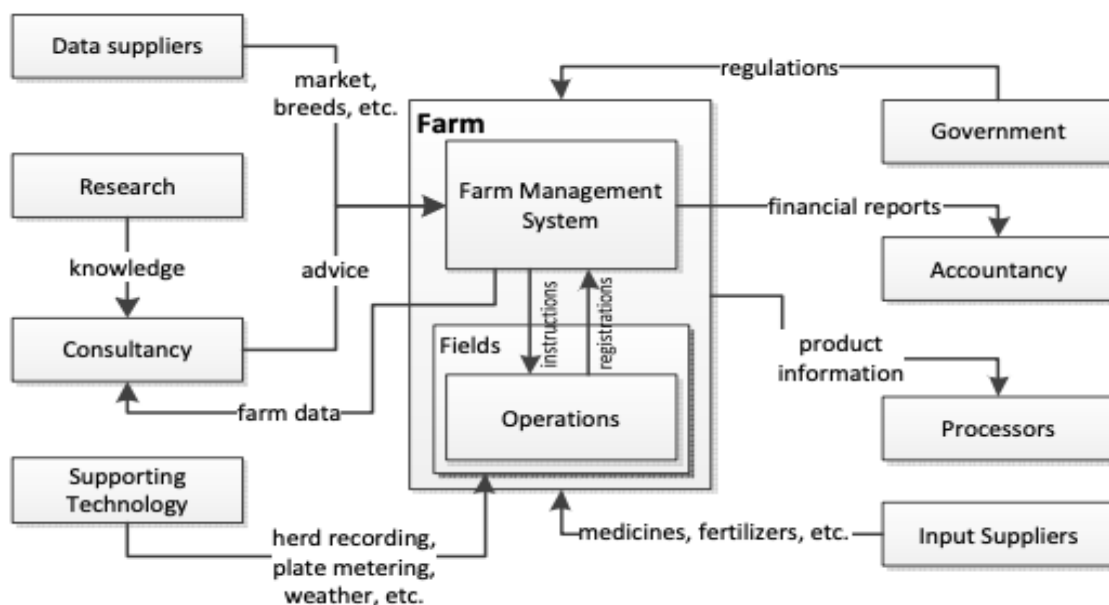 Data suppliers
market,
breeds, etc.
regulations
Farm
Government
Research
Farm Management
System
financial reports
knowledge
advice
Accountancy
instructions
registrations
Consultancy
Fields
product
information
farm data
Operations
Processors
Supporting
Technology
herd recording,
plate metering,
weather, etc.
medicines, fertilizers, etc.
Input Suppliers